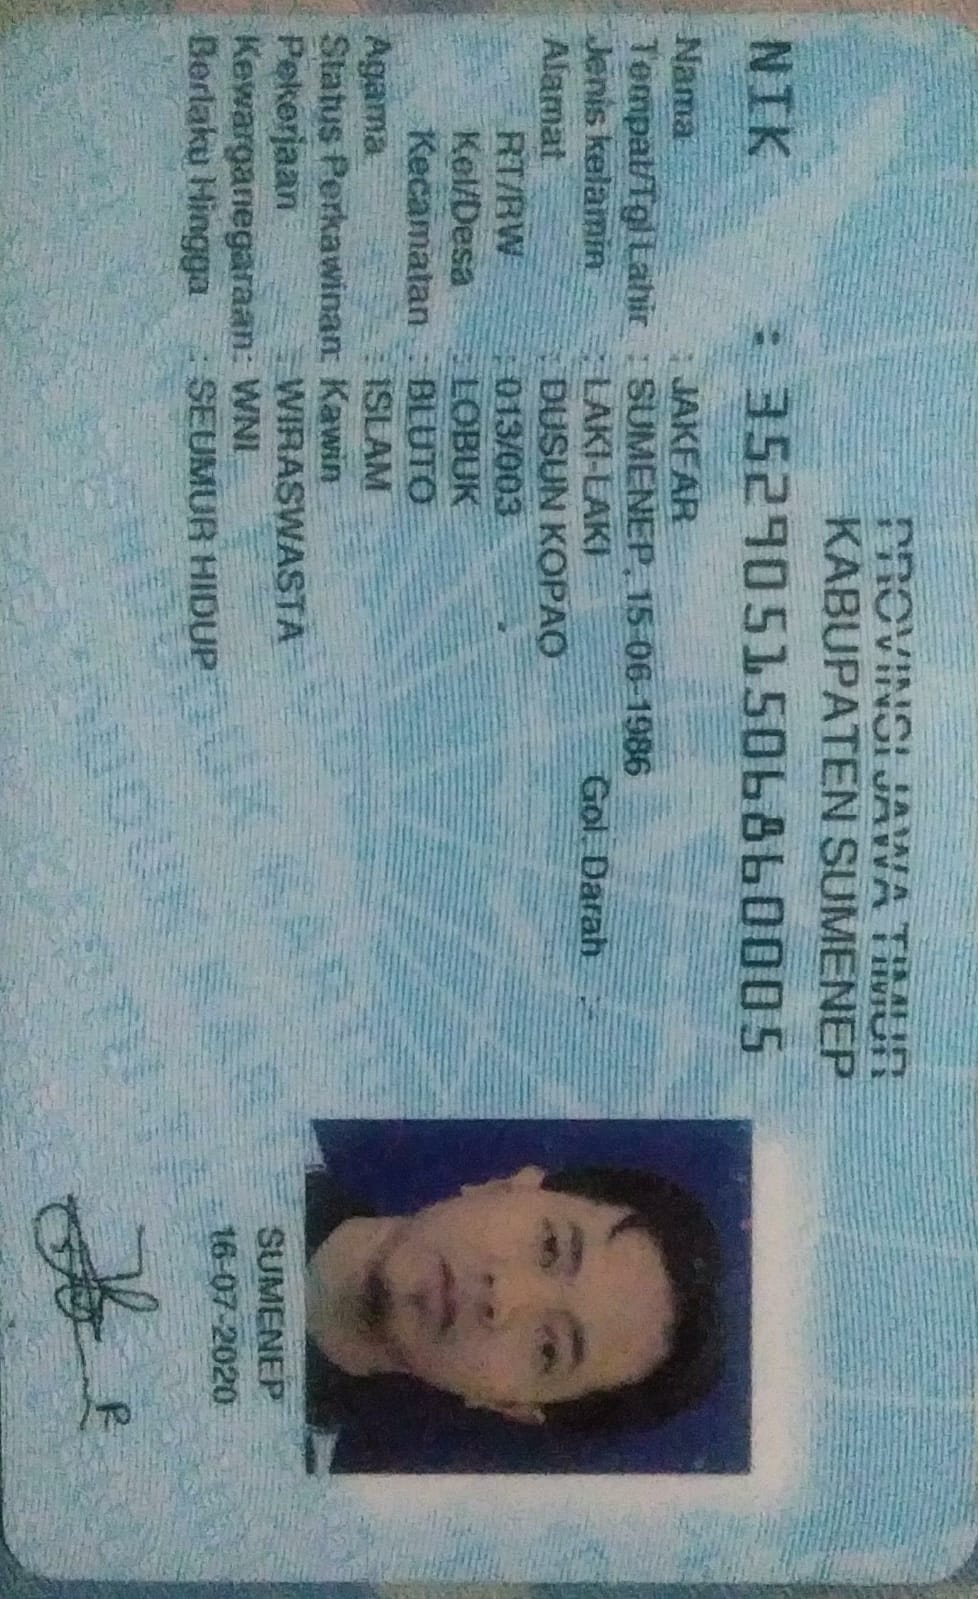 PROVINSI JAWA TIMUR
KABUPATEN SUMENEP
NIK : 3529051506860005
Nama : JAKFAR
Tempat/Tgl Lahir : SUMENEP, 15-06-1986
Jenis kelamin : LAKI-LAKI Gol. Darah :
Alamat : DUSUN KOPAO
RT/RW : 013/003
Kel/Desa : LOBUK
Kecamatan : BLUTO
Agama : ISLAM
Status Perkawinan: Kawin
Pekerjaan : WIRASWASTA
Kewarganegaraan: WNI
Berlaku Hingga : SEUMUR HIDUP
SUMENEP
16-07-2020